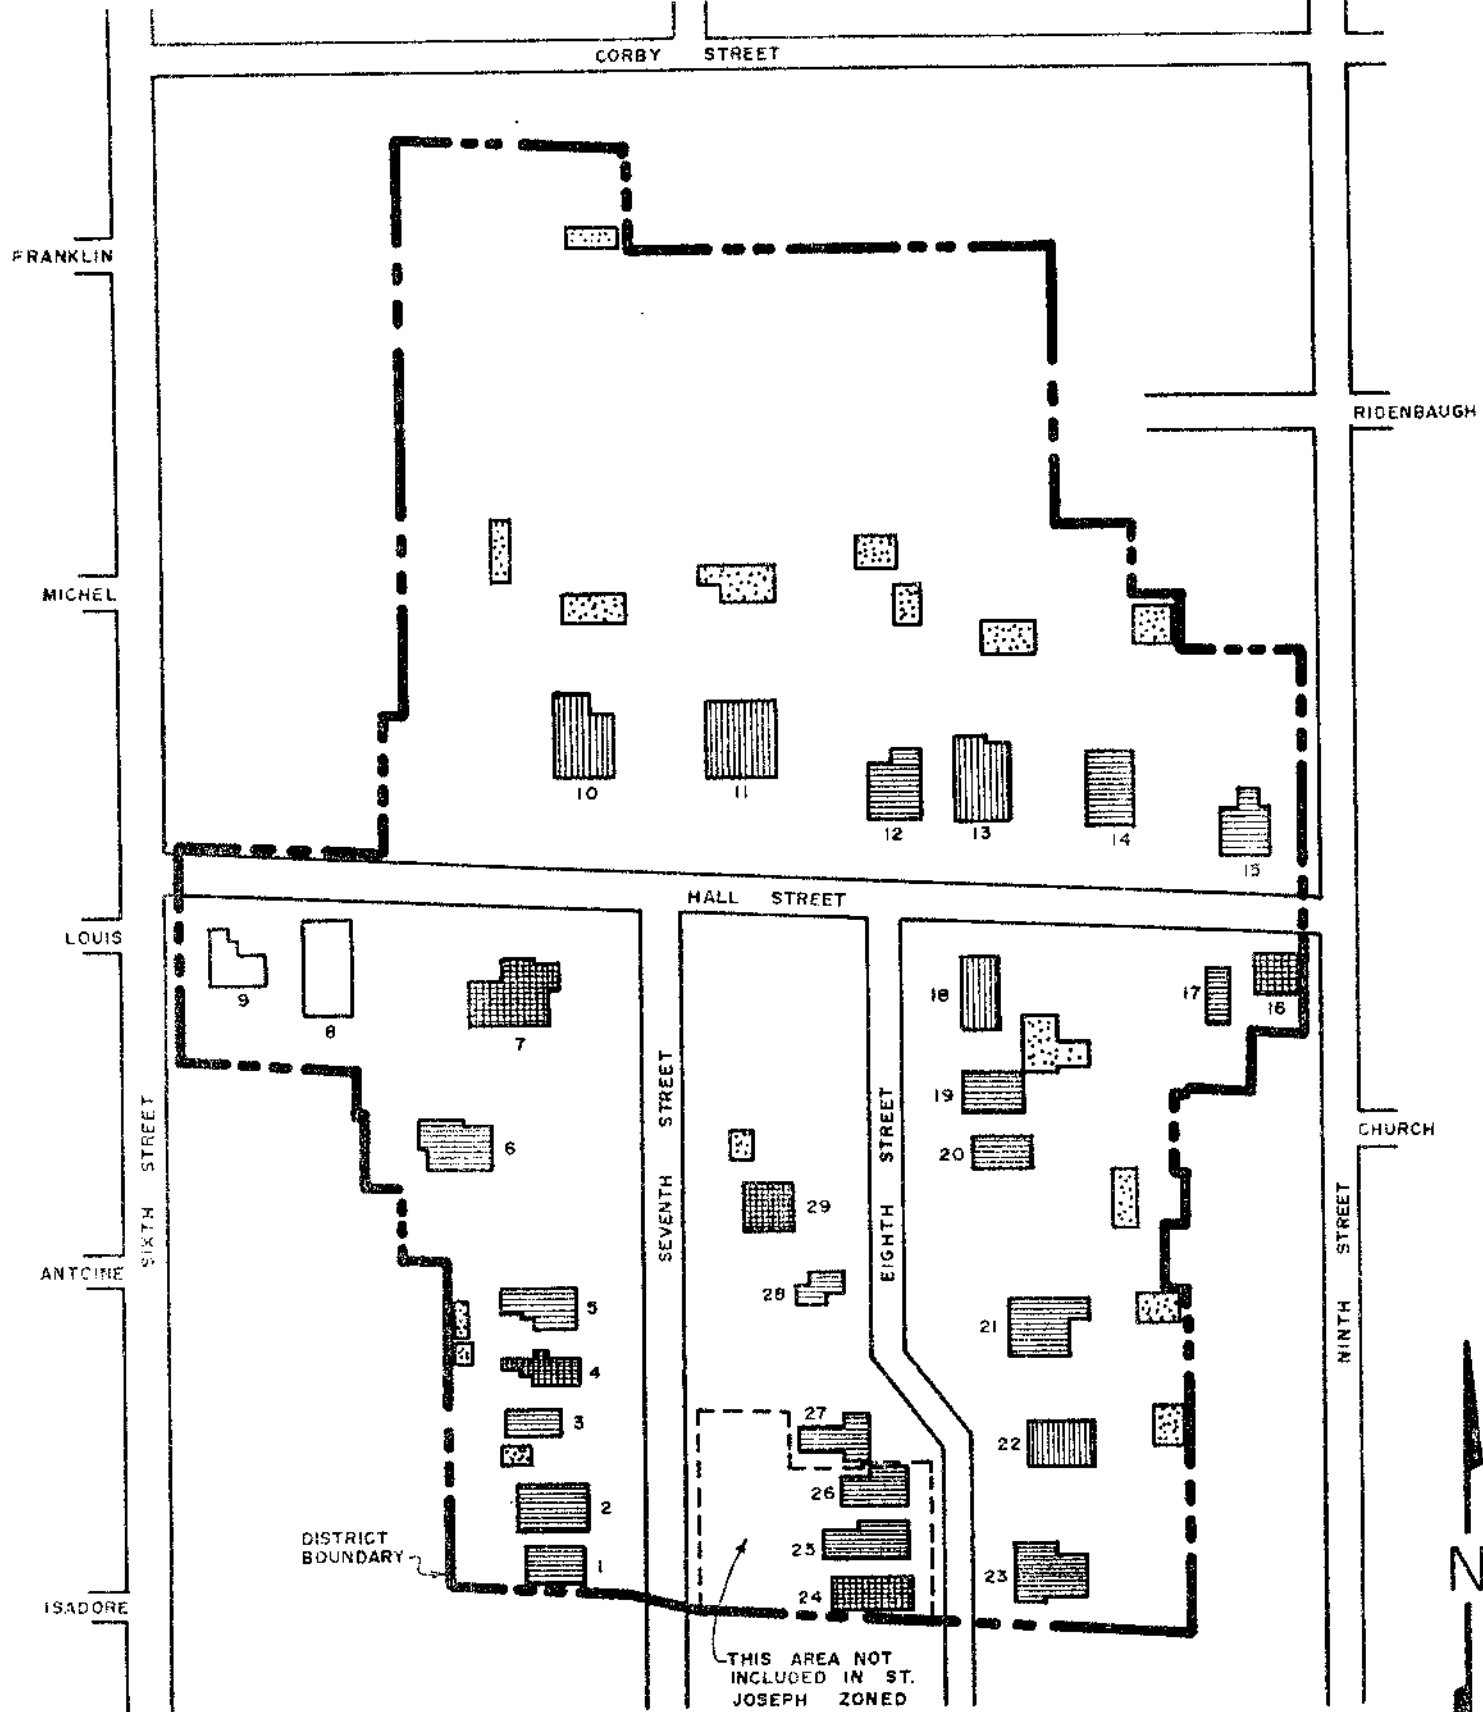 CORBY STREET
FRANKLIN
RIDENBAUGH
MICHEL
10
11
12
13
14
15
HALL STREET
LOUIS
9
8
7
18
17
16
SIXTH STREET
SEVENTH STREET
EIGHTH STREET
NINTH STREET
19
20
CHURCH
6
29
28
ANTOINE
5
4
3
2
1
21
22
27
26
25
24
23
DISTRICT
BOUNDARY
ISADORE
THIS AREA NOT
INCLUDED IN ST.
JOSEPH ZONED
N